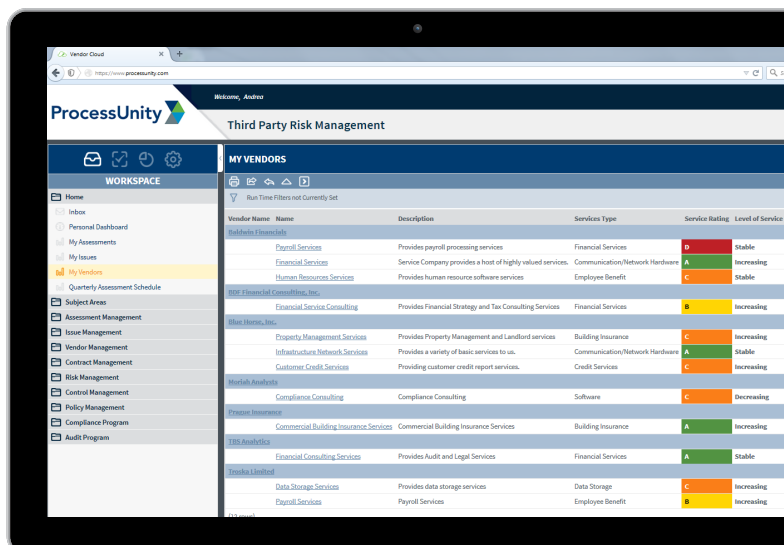 Vendor Cloud
https://www.processunity.com
Welcome, Andrea
ProcessUnity
Third Party Risk Management
MY VENDORS
WORKSPACE
Home
Inbox
Personal Dashboard
My Assessments
My Issues
My Vendors
Quarterly Assessment Schedule
Subject Areas
Assessment Management
Issue Management
Vendor Management
Contract Management
Risk Management
Control Management
Policy Management
Compliance Program
Audit Program
Run Time Filters not Currently Set
Vendor Name Name Description Services Type Service Rating Level of Service
Baldwin Financials
Payroll Services Provides payroll processing services Financial Services D Stable
Financial Services Service Company provides a host of highly valued services. Communication/Network Hardware A Increasing
Human Resources Services Provides human resource software services Employee Benefit C Stable
BDF Financial Consulting, Inc.
Financial Service Consulting Provides Financial Strategy and Tax Consulting Services Financial Services B Increasing
Blue Horse, Inc.
Property Management Services Provides Property Management and Landlord services Building Insurance C Increasing
Infrastructure Network Services Provides a variety of basic services to us. Communication/Network Hardware A Stable
Customer Credit Services Providing customer credit report services. Credit Services C Increasing
Moriah Analysts
Compliance Consulting Compliance Consulting Software C Decreasing
Prague Insurance
Commercial Building Insurance Services Commercial Building Insurance Services Building Insurance A Increasing
TBS Analytics
Financial Consulting Services Provides Audit and Legal Services Financial Services A Stable
Tenska Limited
Data Storage Services Provides data storage services Data Storage C Increasing
Payroll Services Payroll Services Employee Benefit B Increasing